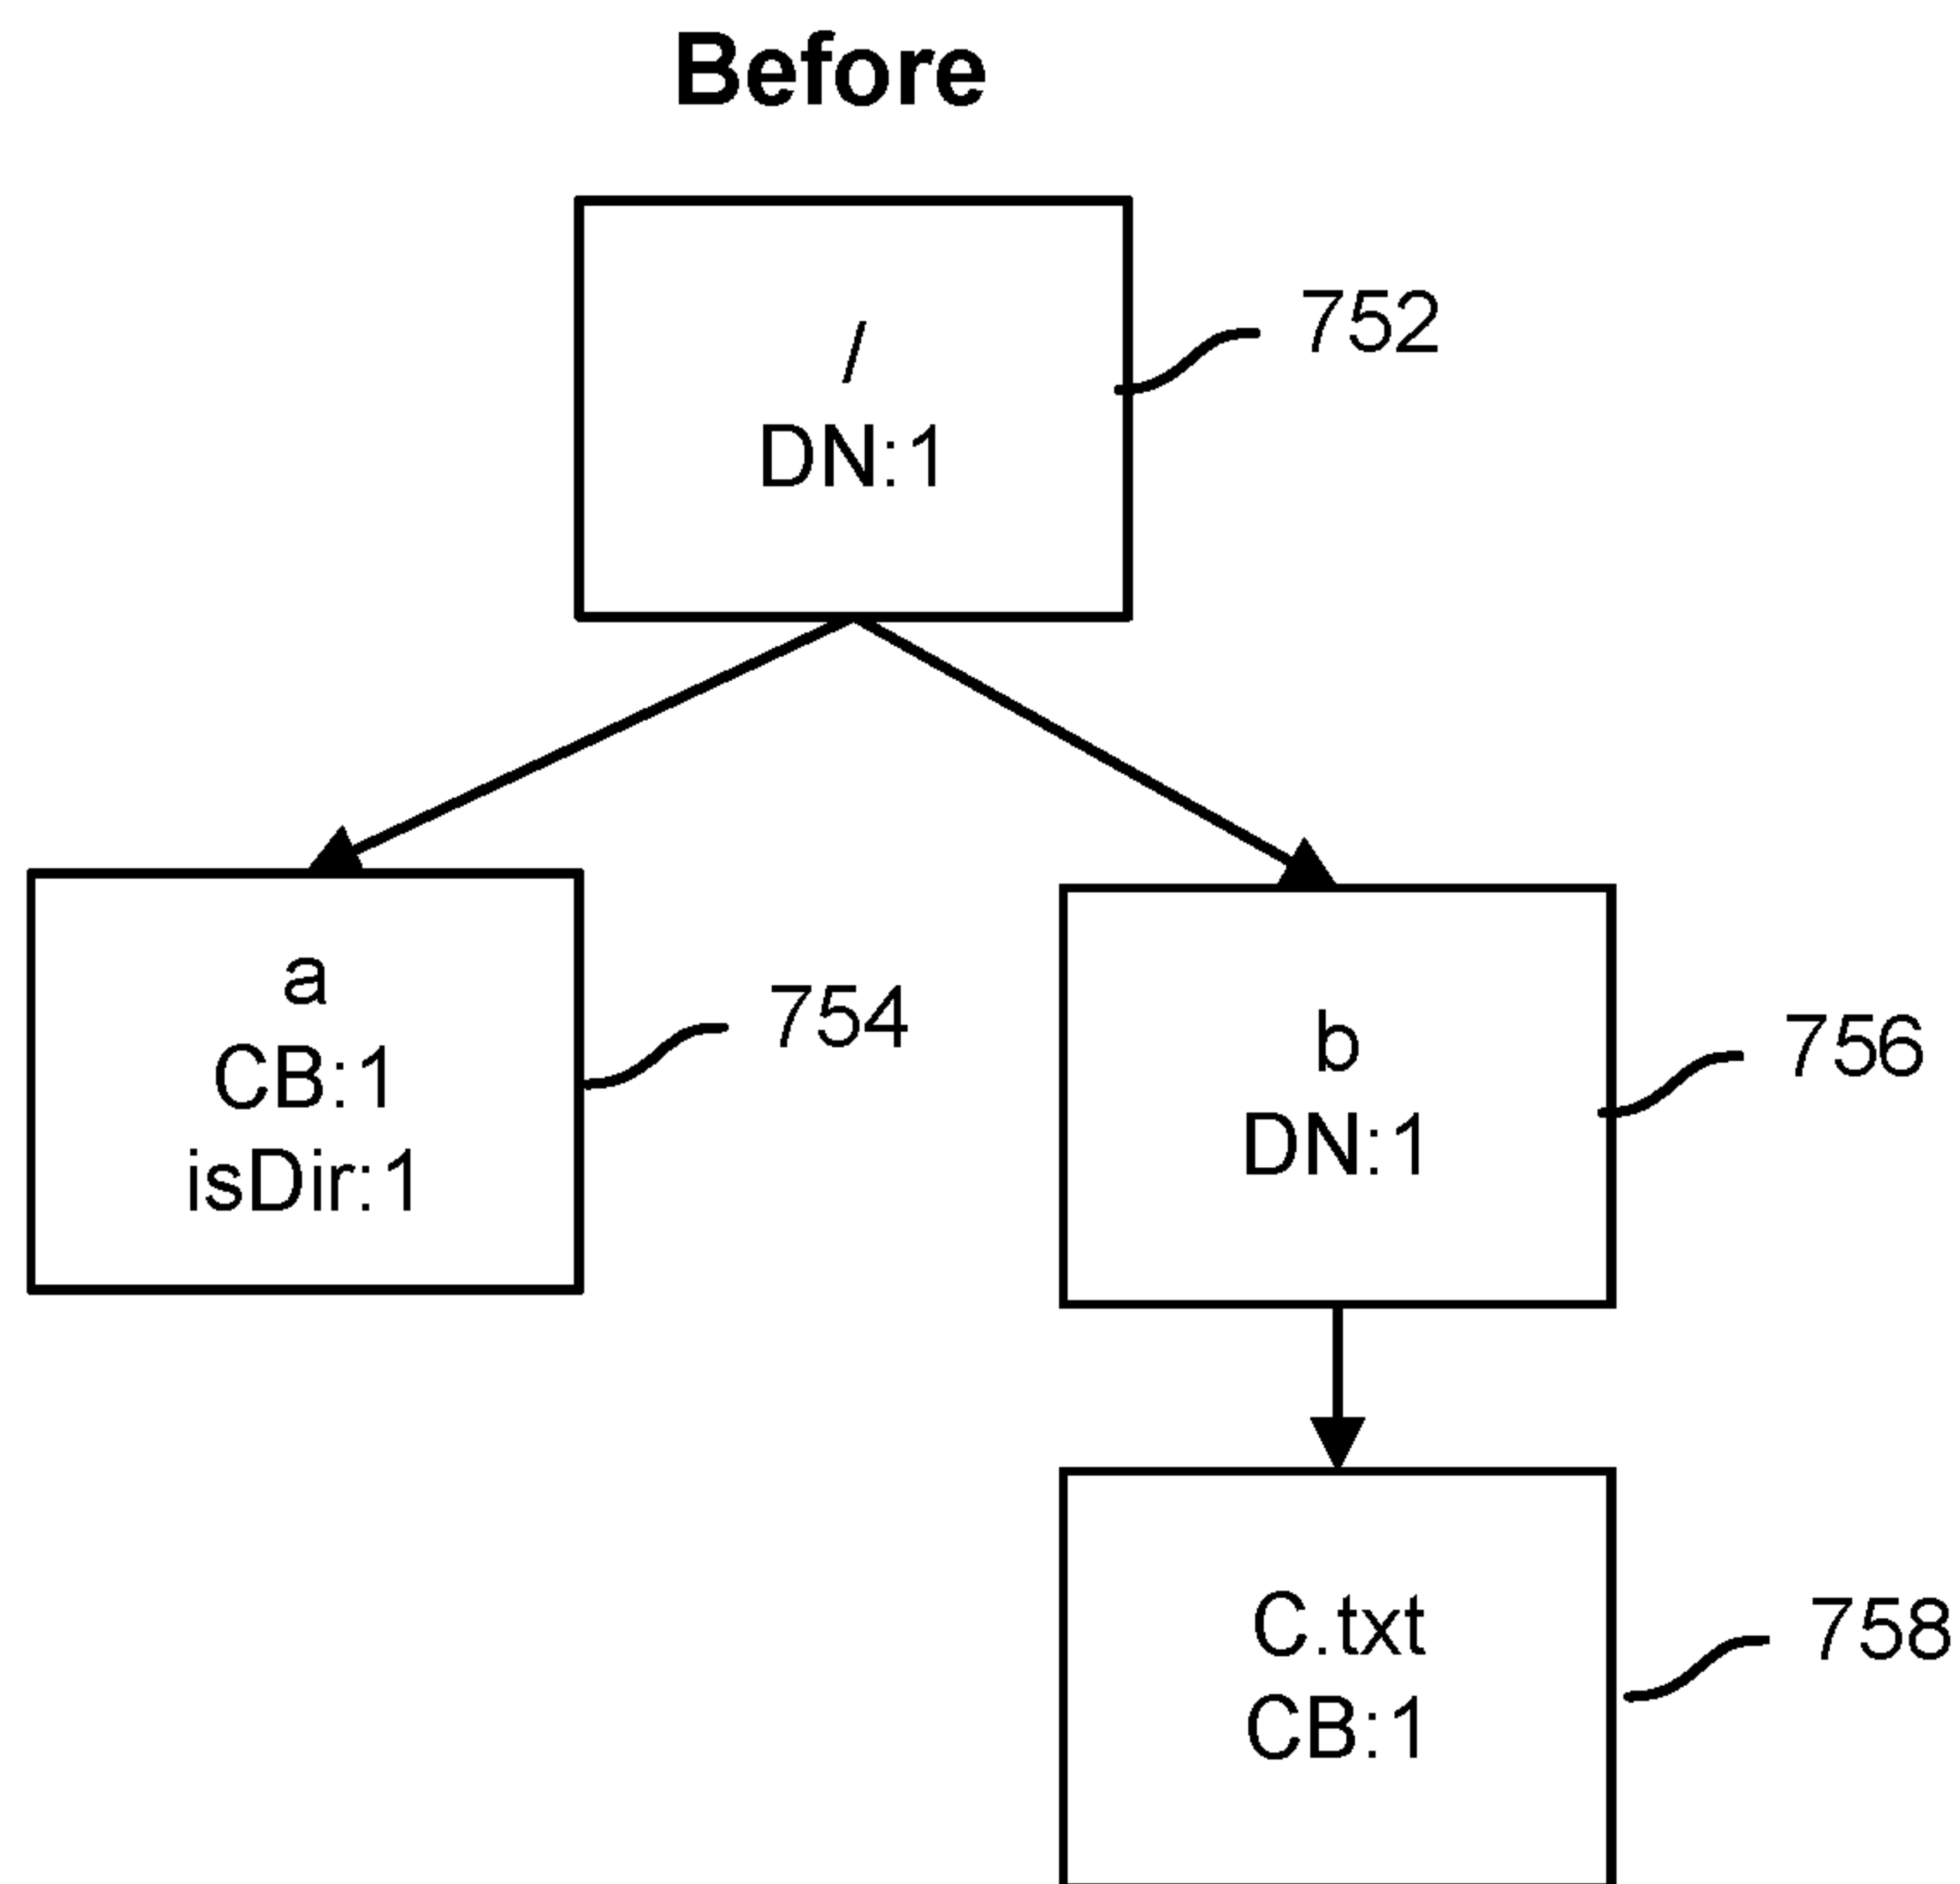 Before
/
DN:1
752
a
CB:1
isDir:1
754
b
DN:1
756
C.txt
CB:1
758